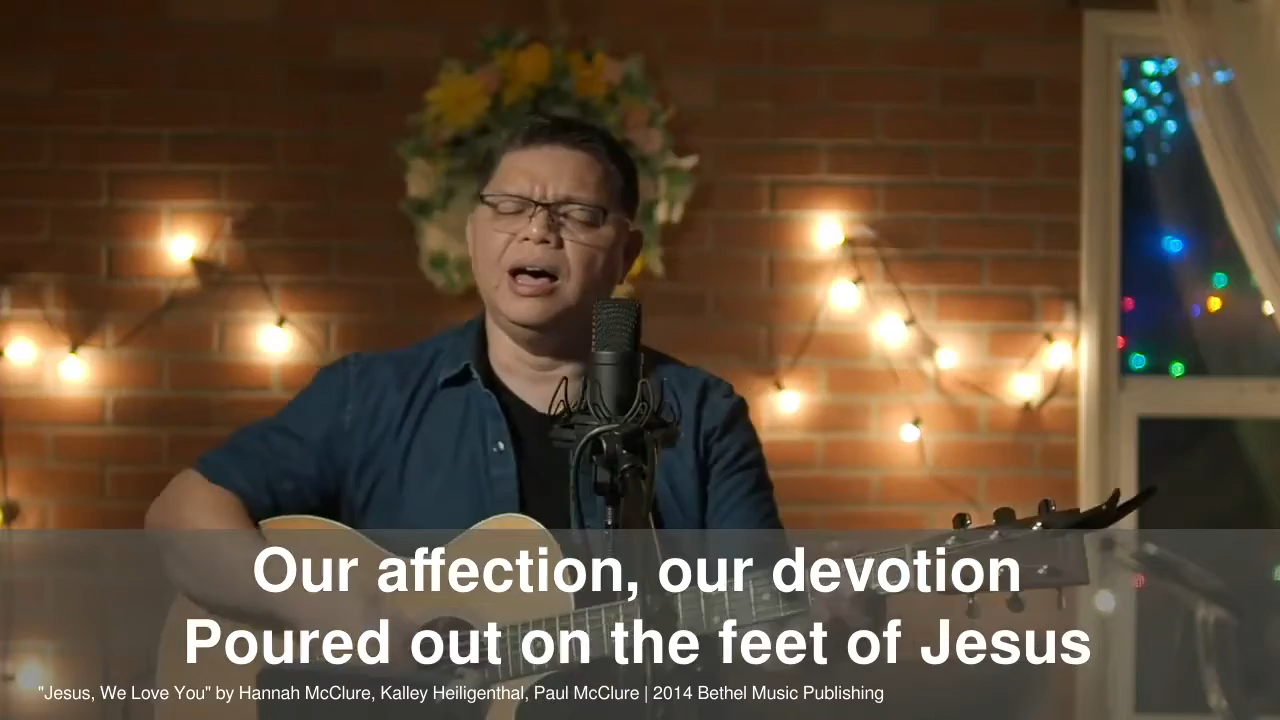 Our affection, our devotion
Poured out on the feet of Jesus
"Jesus, We Love You" by Hannah McClure, Kalley Heiligenthal, Paul McClure | 2014 Bethel Music Publishing